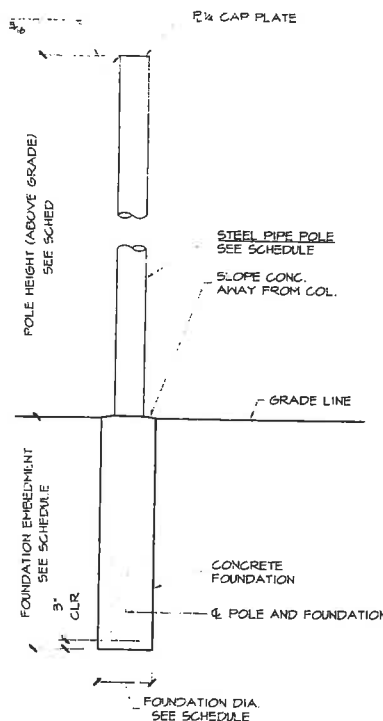 PL ¼ CAP PLATE
3/16
POLE HEIGHT (ABOVE GRADE)
SEE SCHED
STEEL PIPE POLE
SEE SCHEDULE
SLOPE CONC.
AWAY FROM COL.
GRADE LINE
FOUNDATION EMBEDMENT
SEE SCHEDULE
3"
CLR
CONCRETE
FOUNDATION
℄ POLE AND FOUNDATION
FOUNDATION DIA.
SEE SCHEDULE